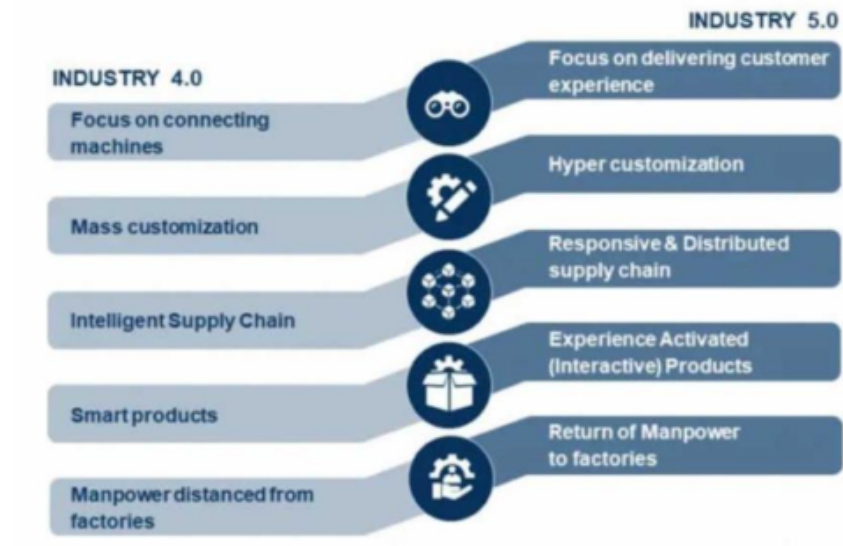 INDUSTRY 5.0
Focus on delivering customer
experience
INDUSTRY 4.0
Focus on connecting
machines
Hyper customization
Mass customization
Responsive & Distributed
supply chain
Intelligent Supply Chain
Experience Activated
(Interactive) Products
Smart products
Return of Manpower
to factories
Manpower distanced from
factories